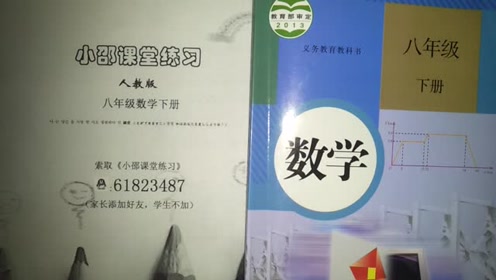 小邵课堂练习
人教版
八年级数学下册
索取《小邵课堂练习》
61823487
（家长添加好友，学生不加）
教育部审定
2013
义务教育教科书
八年级
下册
数学